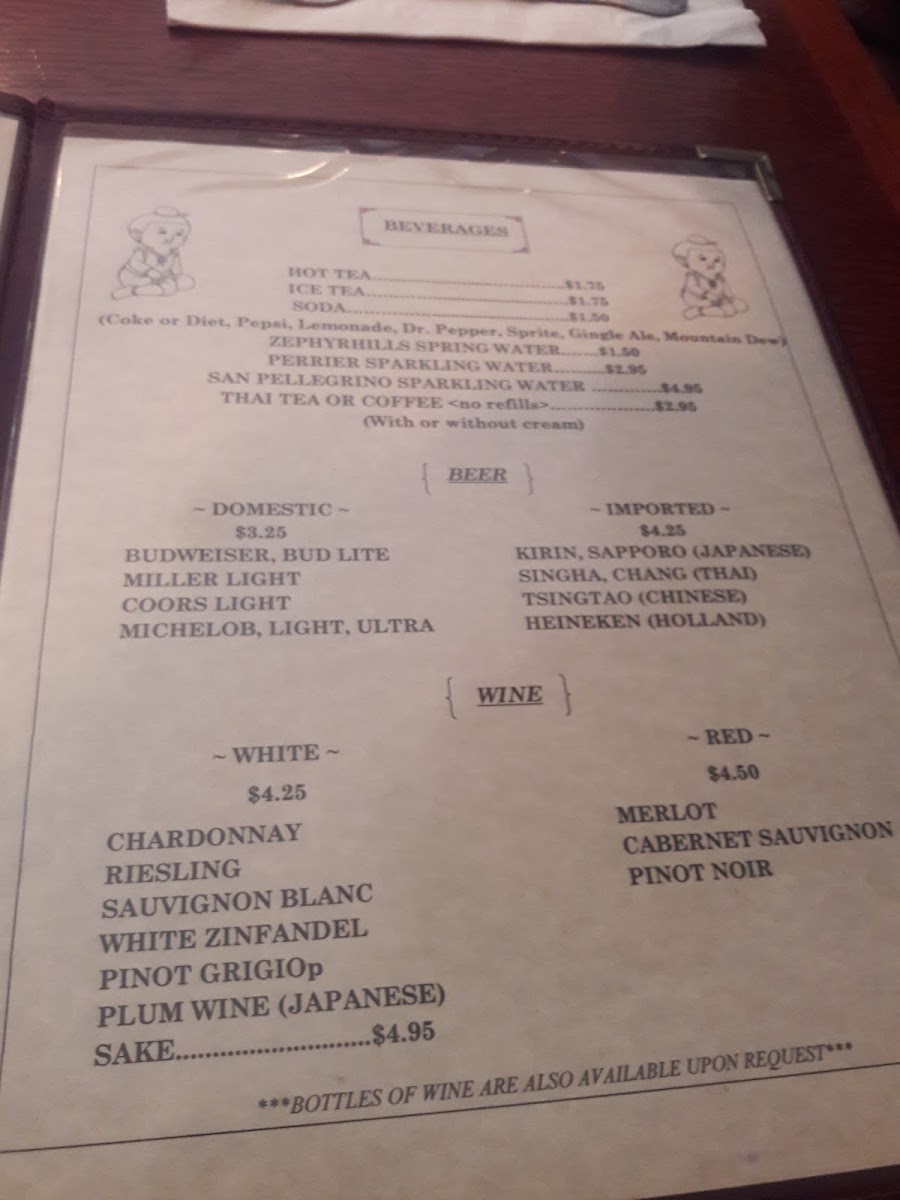 BEVERAGES
HOT TEA..................................................$1.75
ICE TEA...................................................$1.75
SODA........................................................$1.50
(Coke or Diet, Pepsi, Lemonade, Dr. Pepper, Sprite, Gingle Ale, Mountain Dew)
ZEPHYRHILLS SPRING WATER........$1.50
PERRIER SPARKLING WATER...........$2.95
SAN PELLEGRINO SPARKLING WATER ..............$4.95
THAI TEA OR COFFEE <no refills>.....................$2.95
(With or without cream)
{ BEER }
~ DOMESTIC ~
$3.25
BUDWEISER, BUD LITE
MILLER LIGHT
COORS LIGHT
MICHELOB, LIGHT, ULTRA
~ IMPORTED ~
$4.25
KIRIN, SAPPORO (JAPANESE)
SINGHA, CHANG (THAI)
TSINGTAO (CHINESE)
HEINEKEN (HOLLAND)
{ WINE }
~ WHITE ~
$4.25
CHARDONNAY
RIESLING
SAUVIGNON BLANC
WHITE ZINFANDEL
PINOT GRIGIOp
PLUM WINE (JAPANESE)
SAKE...........................$4.95
~ RED ~
$4.50
MERLOT
CABERNET SAUVIGNON
PINOT NOIR
***BOTTLES OF WINE ARE ALSO AVAILABLE UPON REQUEST***